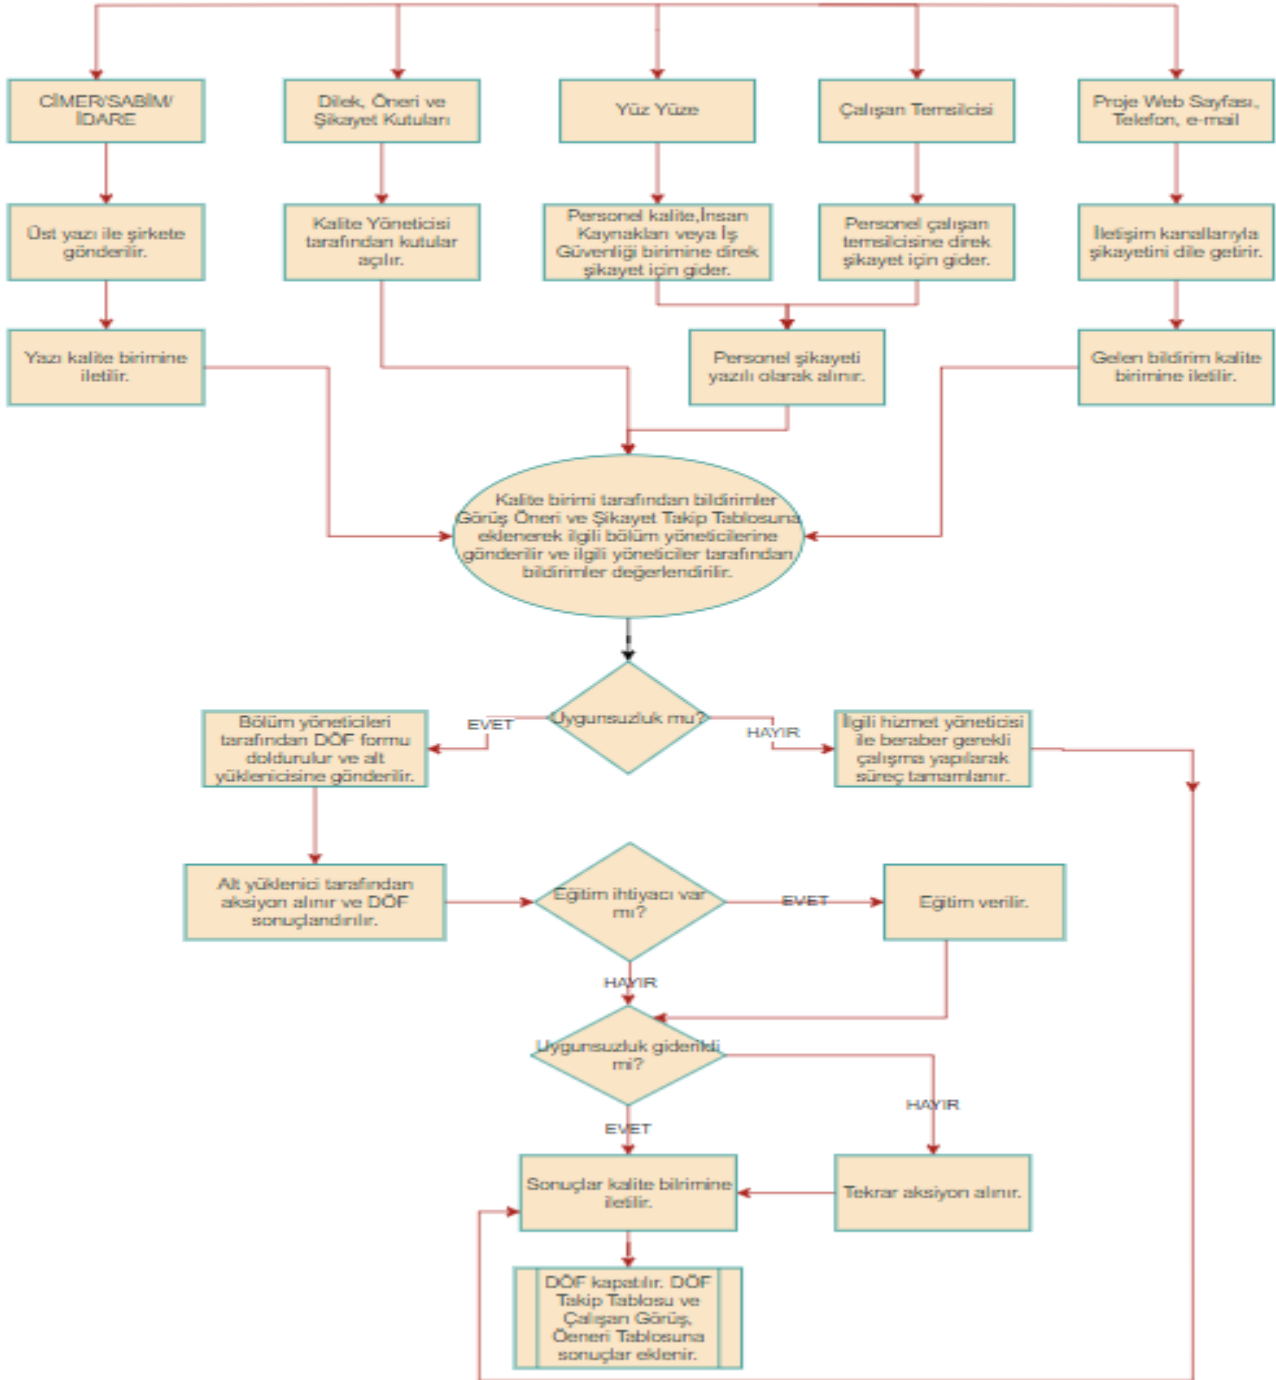 CİMER/SABİM/
İDARE
Dilek, Öneri ve
Şikayet Kutuları
Yüz Yüze
Çalışan Temsilcisi
Proje Web Sayfası,
Telefon, e-mail
Üst yazı ile şirkete
gönderilir.
Kalite Yöneticisi
tarafından kutular
açılır.
Personel kalite,İnsan
Kaynakları veya İş
Güvenliği birimine direk
şikayet için gider.
Personel çalışan
temsilcisine direk
şikayet için gider.
İletişim kanallarıyla
şikayetini dile getirir.
Yazı kalite birimine
iletilir.
Personel şikayeti
yazılı olarak alınır.
Gelen bildirim kalite
birimine iletilir.
Kalite birimi tarafından bildirimler
Görüş Öneri ve Şikayet Takip Tablosuna
eklenerek ilgili bölüm yöneticilerine
gönderilir ve ilgili yöneticiler tarafından
bildirimler değerlendirilir.
Uygunsuzluk mu?
EVET
HAYIR
Bölüm yöneticileri
tarafından DÖF formu
doldurulur ve alt
yüklenicisine gönderilir.
İlgili hizmet yöneticisi
ile beraber gerekli
çalışma yapılarak
süreç tamamlanır.
Alt yüklenici tarafından
aksiyon alınır ve DÖF
sonuçlandırılır.
Eğitim ihtiyacı var
mı?
EVET
Eğitim verilir.
HAYIR
Uygunsuzluk giderildi
mi?
HAYIR
EVET
Sonuçlar kalite bilrimine
iletilir.
Tekrar aksiyon alınır.
DÖF kapatılır. DÖF
Takip Tablosu ve
Çalışan Görüş,
Öeneri Tablosuna
sonuçlar eklenir.